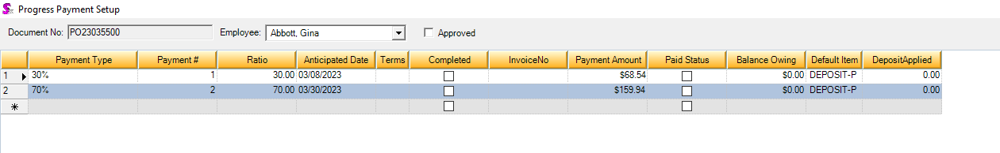 Progress Payment Setup
Document No: PO23035500 Employee: Abbott, Gina Approved
Payment Type Payment # Ratio Anticipated Date Terms Completed InvoiceNo Payment Amount Paid Status Balance Owing Default Item DepositApplied
1 30% 1 30.00 03/08/2023 $68.54 $0.00 DEPOSIT-P 0.00
2 70% 2 70.00 03/30/2023 $159.94 $0.00 DEPOSIT-P 0.00